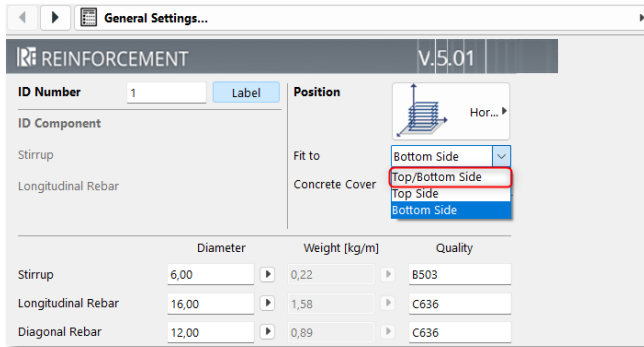 General Settings...
REINFORCEMENT V.5.01
ID Number 1 Label Position
Hor...
ID Component
Stirrup Fit to Bottom Side
Top/Bottom Side
Longitudinal Rebar Concrete Cover
Top Side
Bottom Side
Diameter Weight [kg/m] Quality
Stirrup 6,00 0,22 B503
Longitudinal Rebar 16,00 1,58 C636
Diagonal Rebar 12,00 0,89 C636